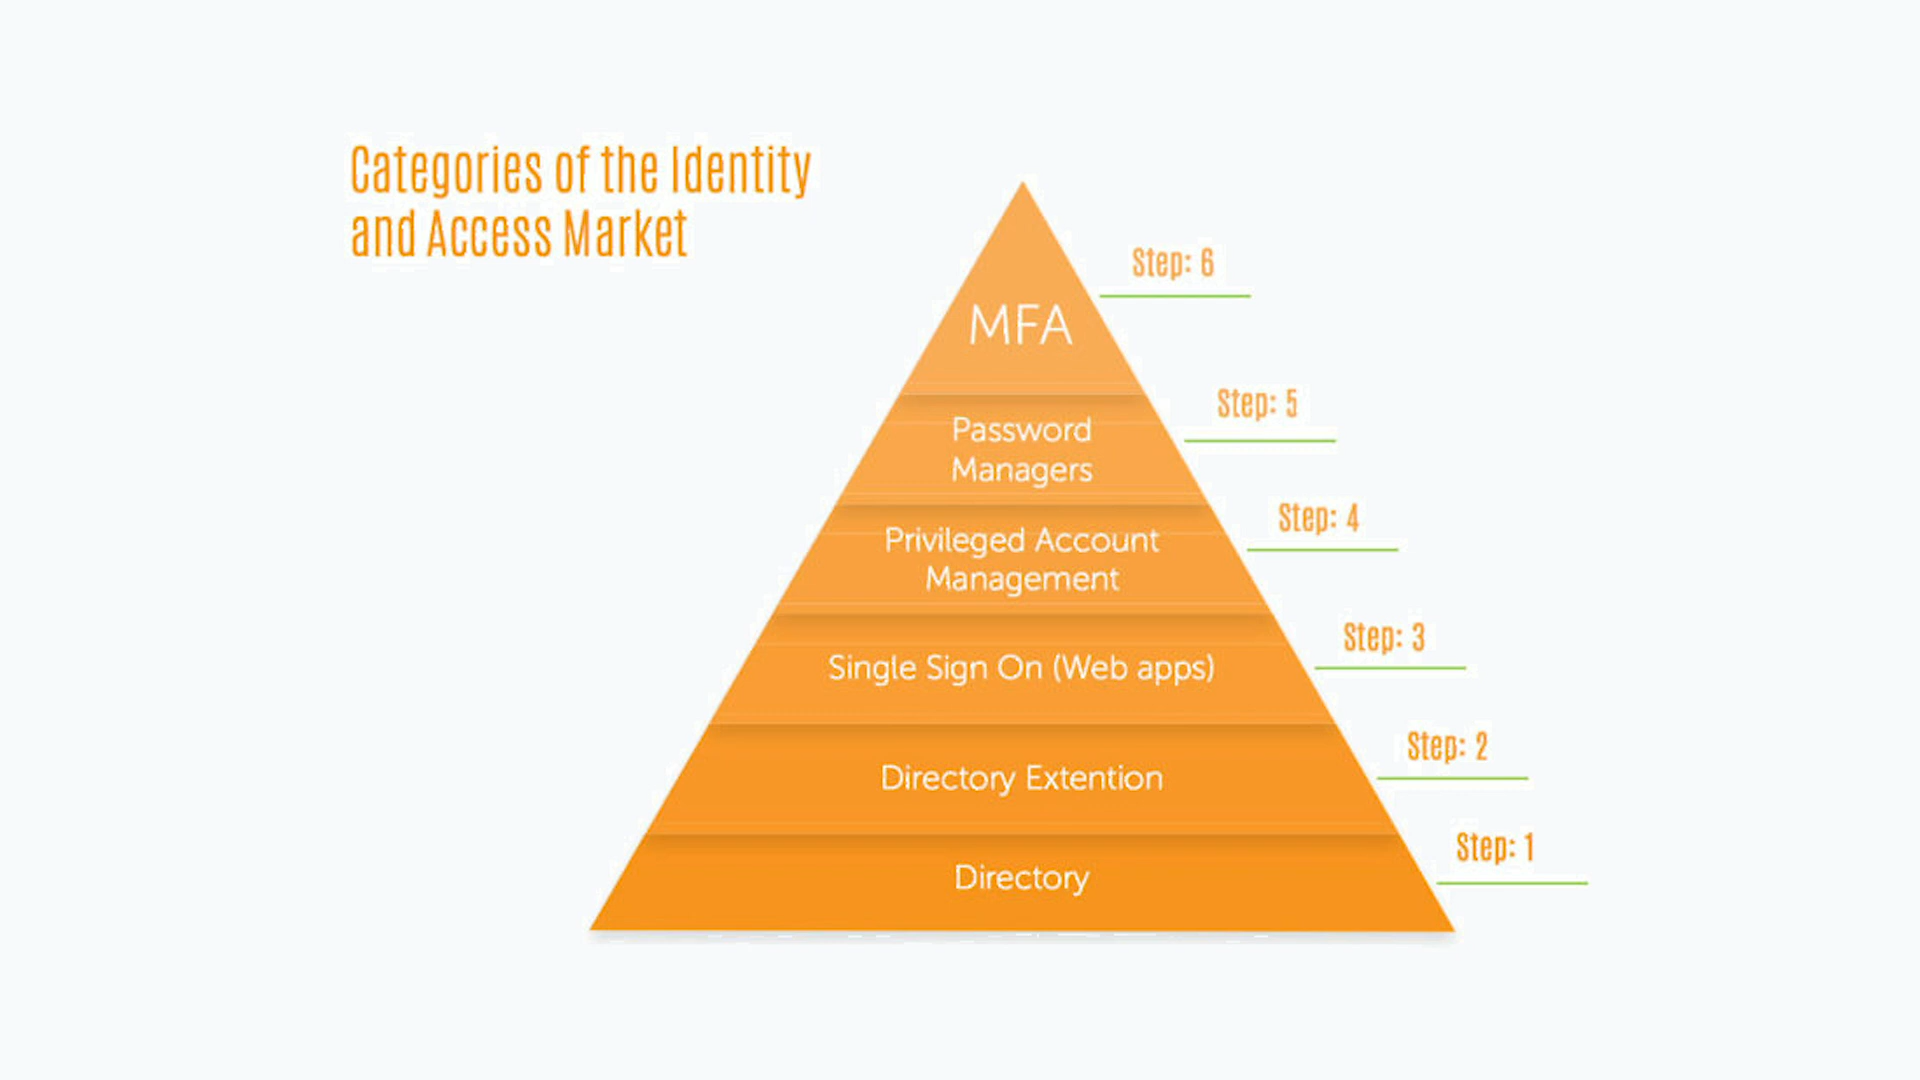 Categories of the Identity
and Access Market
Step: 6
MFA
Step: 5
Password
Managers
Step: 4
Privileged Account
Management
Step: 3
Single Sign On (Web apps)
Step: 2
Directory Extention
Step: 1
Directory